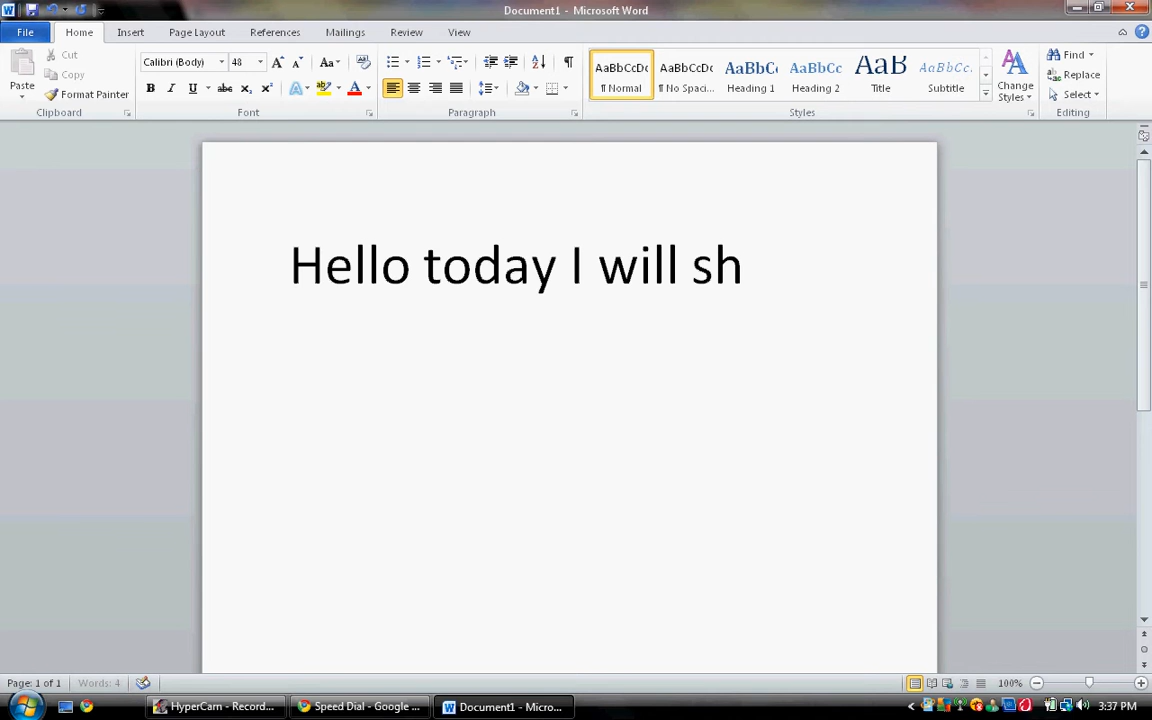 Document1 - Microsoft Word
File Home Insert Page Layout References Mailings Review View
Paste
Cut
Copy
Format Painter
Clipboard
Calibri (Body) 48
Font
Paragraph
AaBbCcDc AaBbCcDc AaBbC AaBbCc AaB AaBbCc.
¶ Normal ¶ No Spaci... Heading 1 Heading 2 Title Subtitle
Change
Styles
Styles
Find
Replace
Select
Editing
Hello today I will sh
Page: 1 of 1 Words: 4
100%
HyperCam - Record... Speed Dial - Google ... Document1 - Micro...
3:37 PM